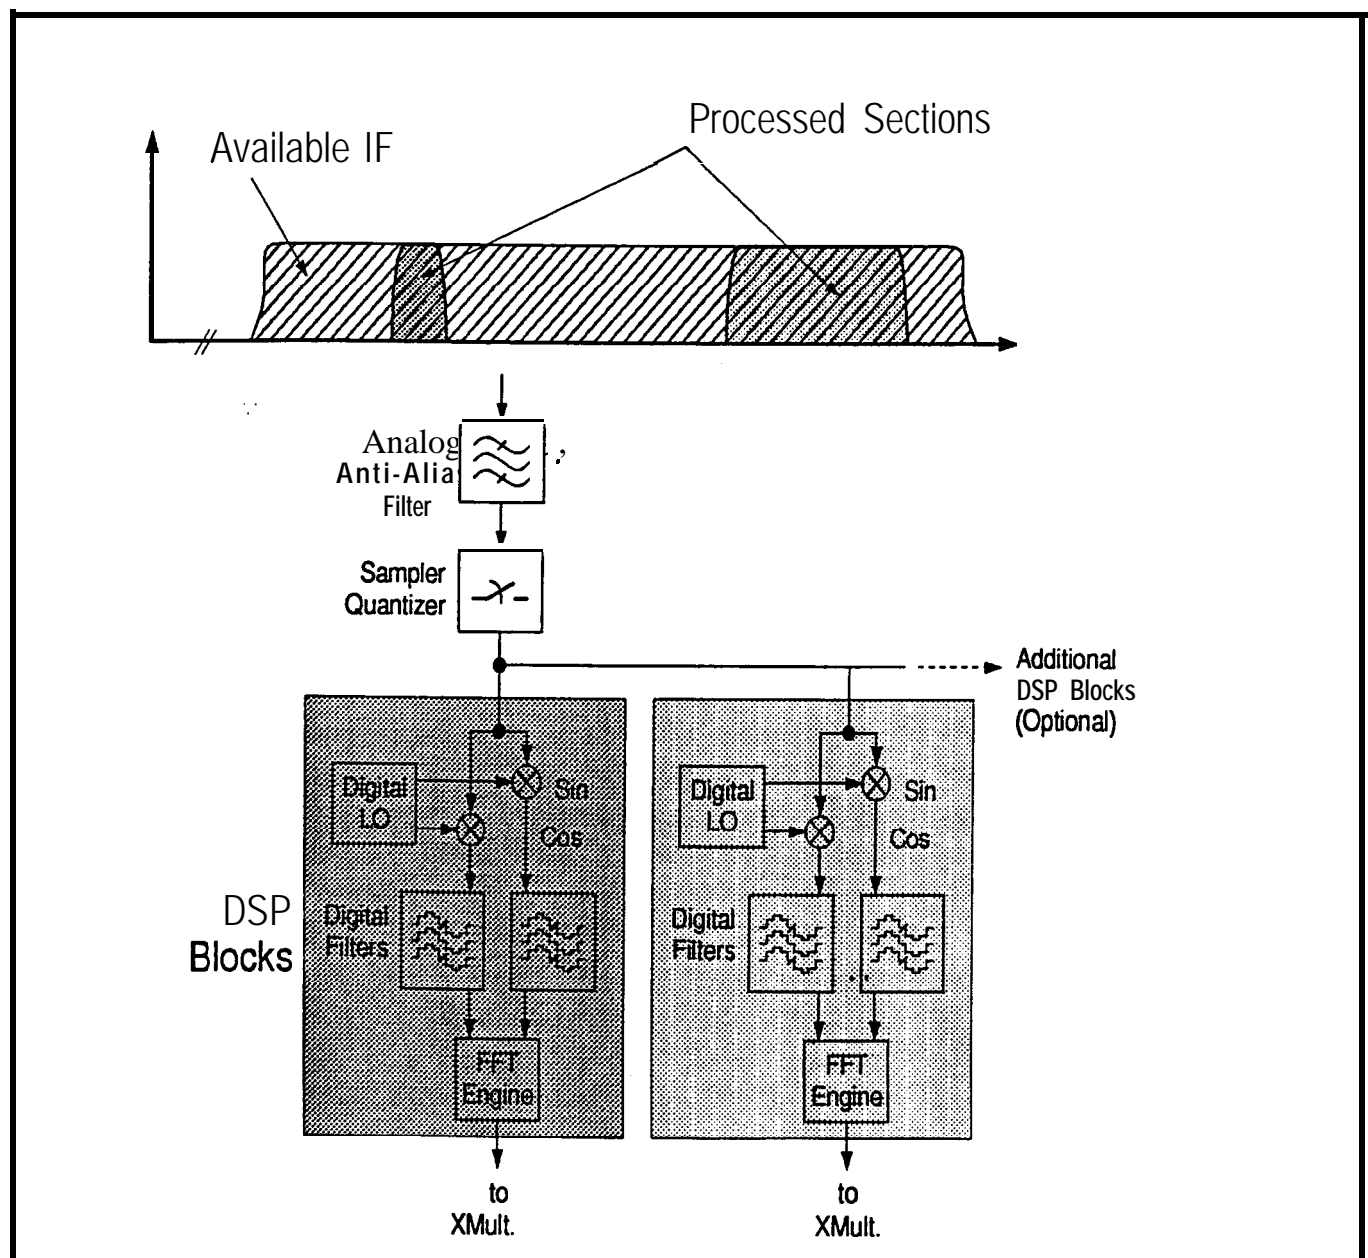 Processed Sections
Available IF
Analog
Anti-Alia
Filter
Sampler
Quantizer
Additional
DSP Blocks
(Optional)
Digital
LO
Sin
Cos
Digital
LO
Sin
Cos
DSP
Blocks
Digital
Filters
Digital
Filters
FFT
Engine
FFT
Engine
to
XMult.
to
XMult.